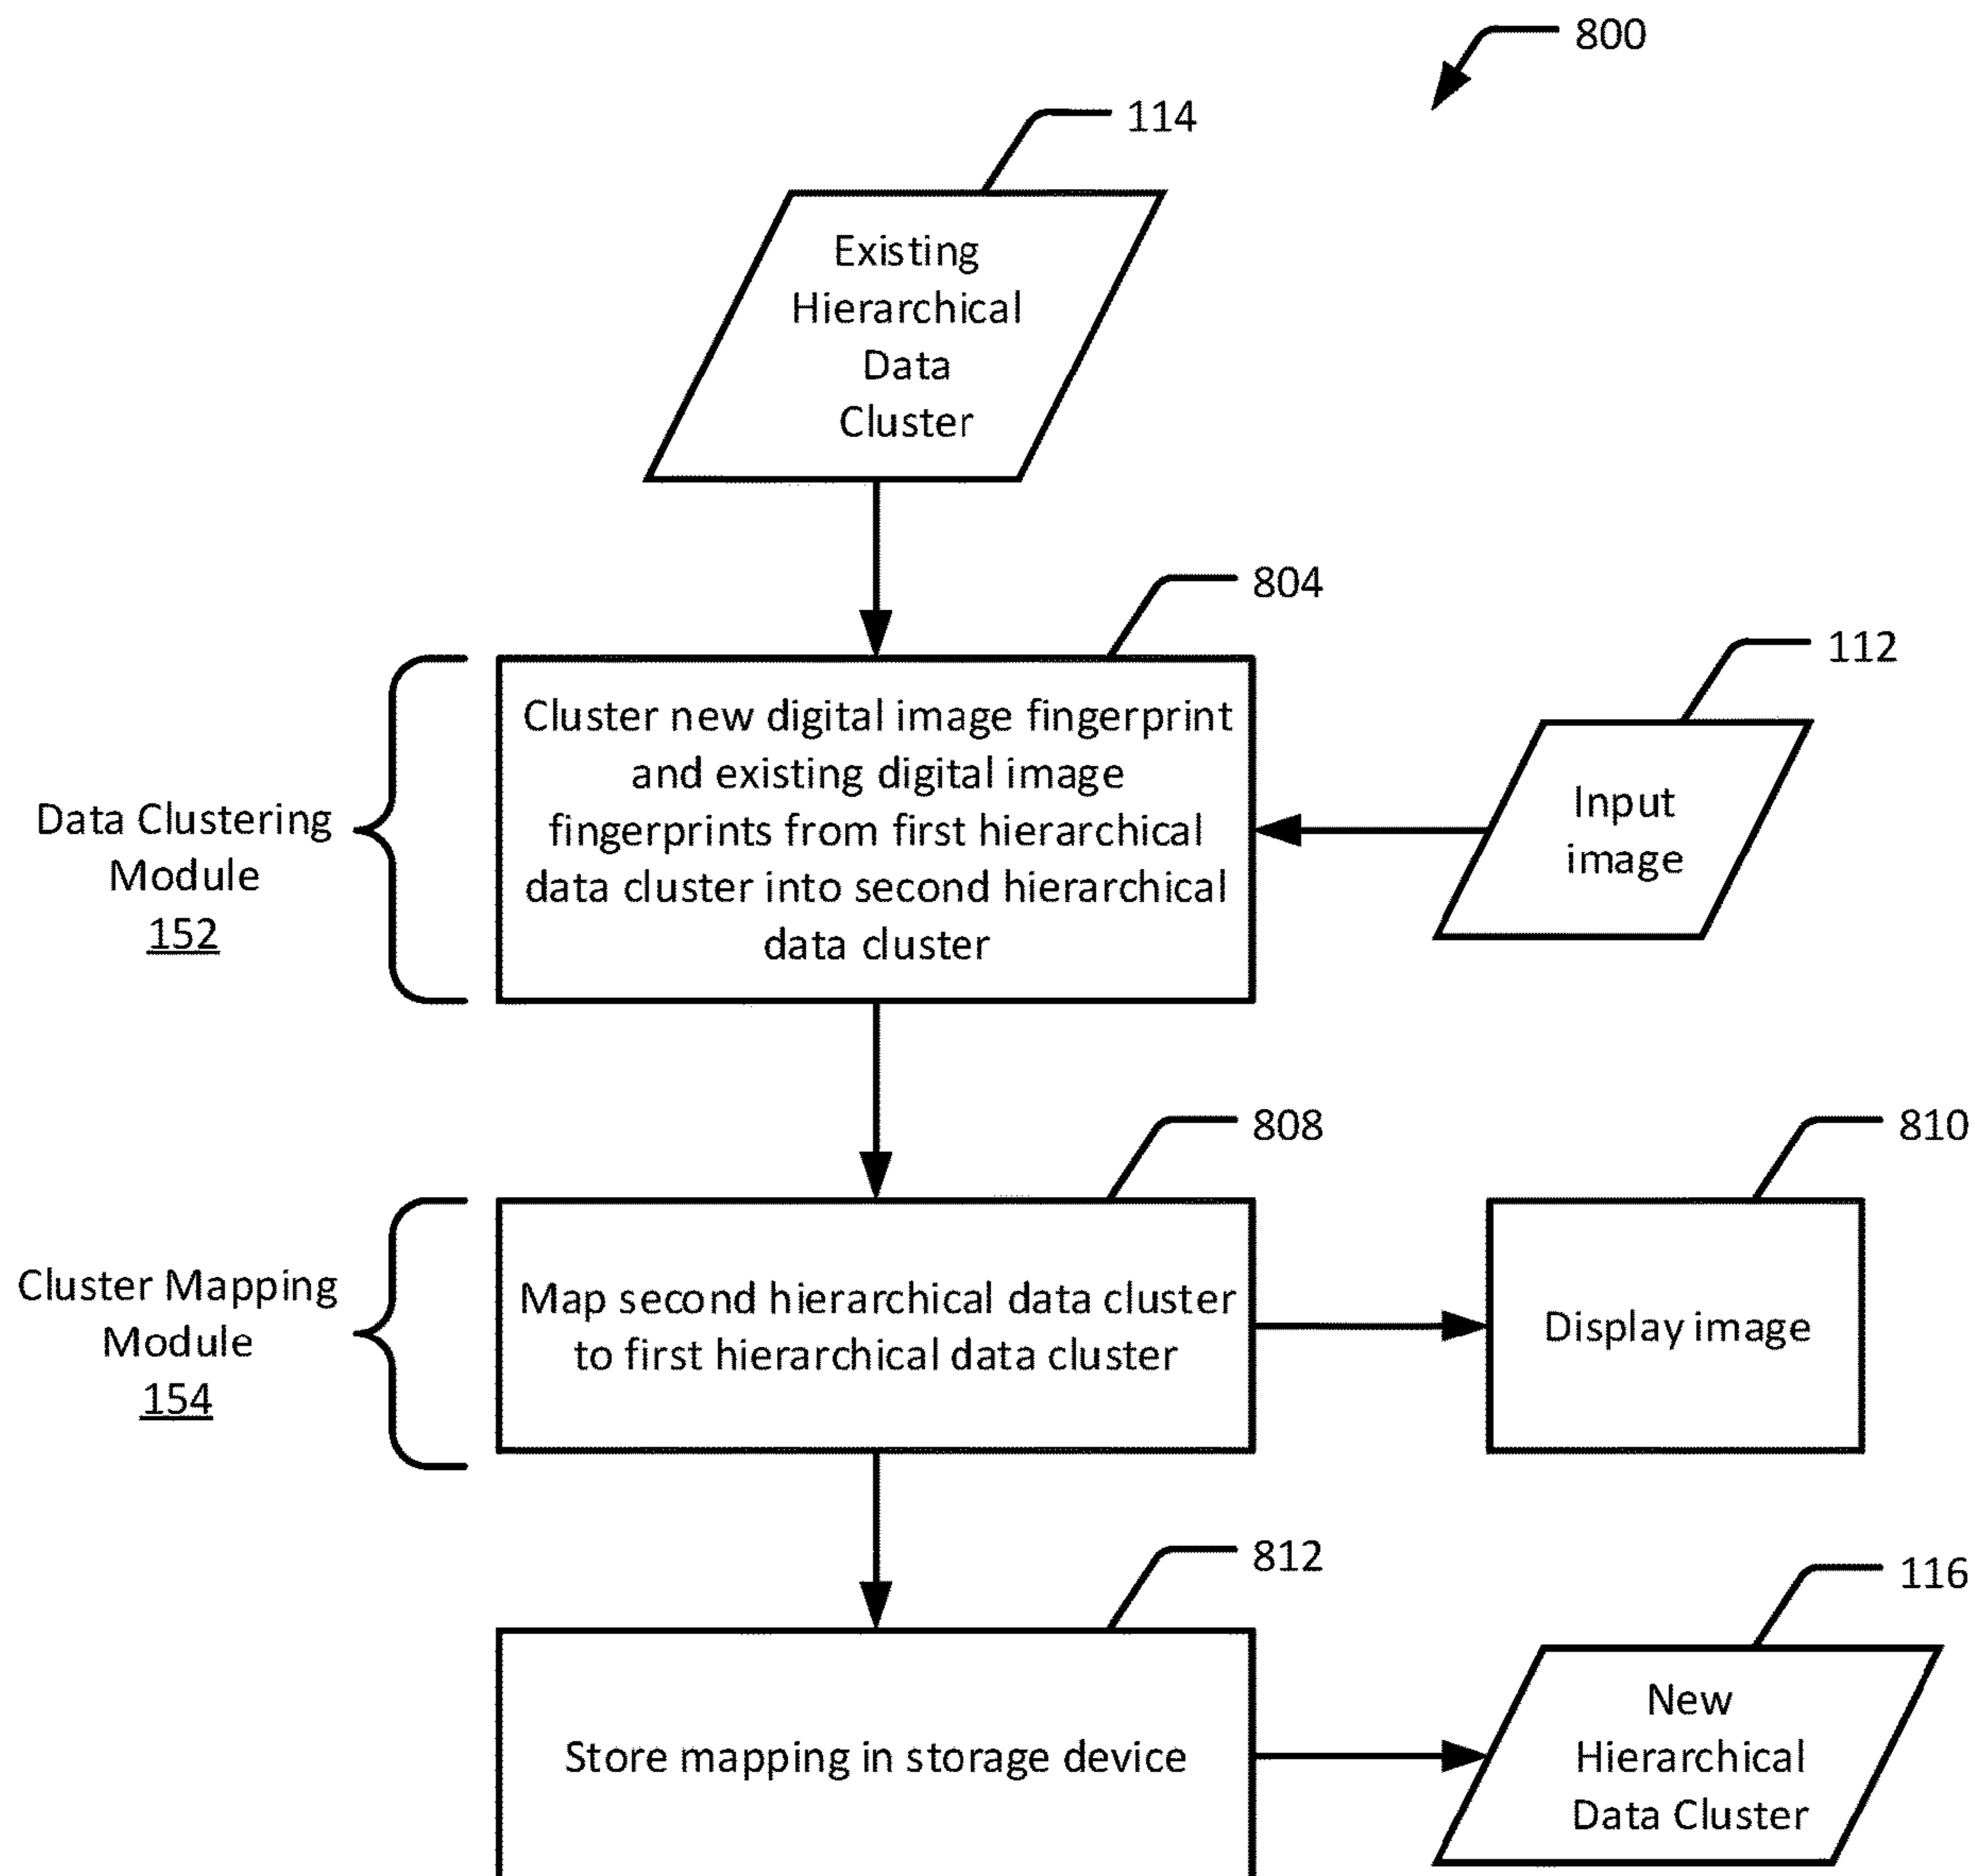 800
114
Existing
Hierarchical
Data
Cluster
804
112
Cluster new digital image fingerprint
and existing digital image
fingerprints from first hierarchical
data cluster into second hierarchical
data cluster
Data Clustering
Module
152
Input
image
808
810
Cluster Mapping
Module
154
Map second hierarchical data cluster
to first hierarchical data cluster
Display image
812
116
Store mapping in storage device
New
Hierarchical
Data Cluster